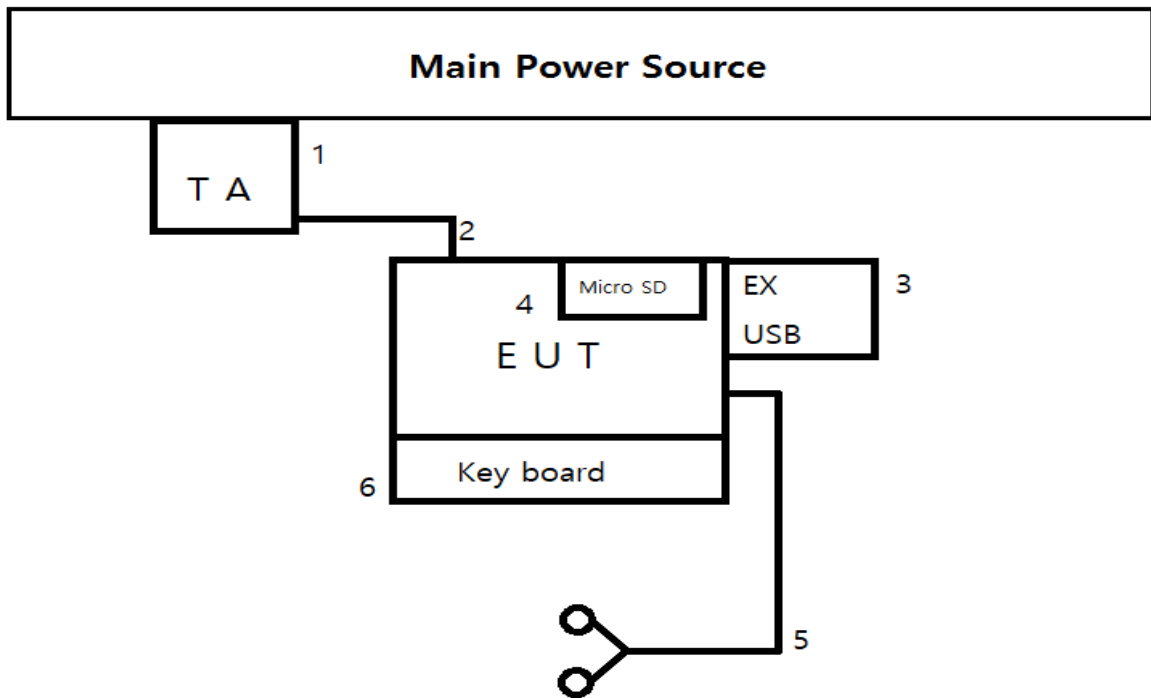 Main Power Source
T A
1
2
Micro SD
4
E U T
EX
USB
3
Key board
6
5